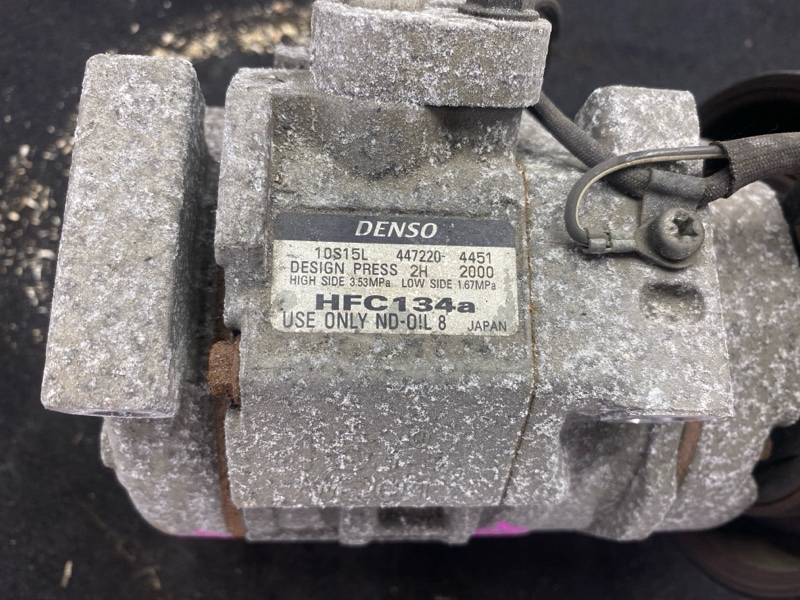 DENSO
10S15L 447220- 4451
DESIGN PRESS 2H 2000
HIGH SIDE 3.53MPa LOW SIDE 1.67MPa
HFC134a
USE ONLY ND-OIL 8 JAPAN